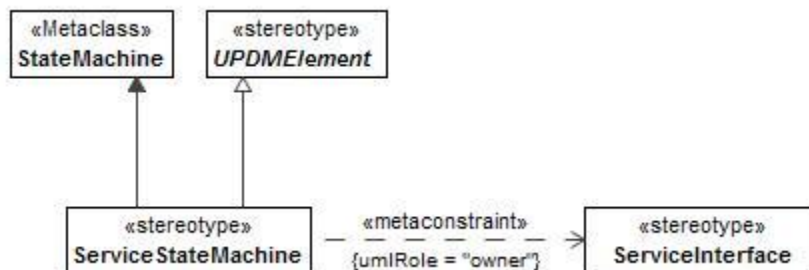 «Metaclass»
StateMachine
«stereotype»
UPDMElement
«stereotype»
ServiceStateMachine
«metaconstraint»
{umlRole = "owner"}
«stereotype»
ServiceInterface